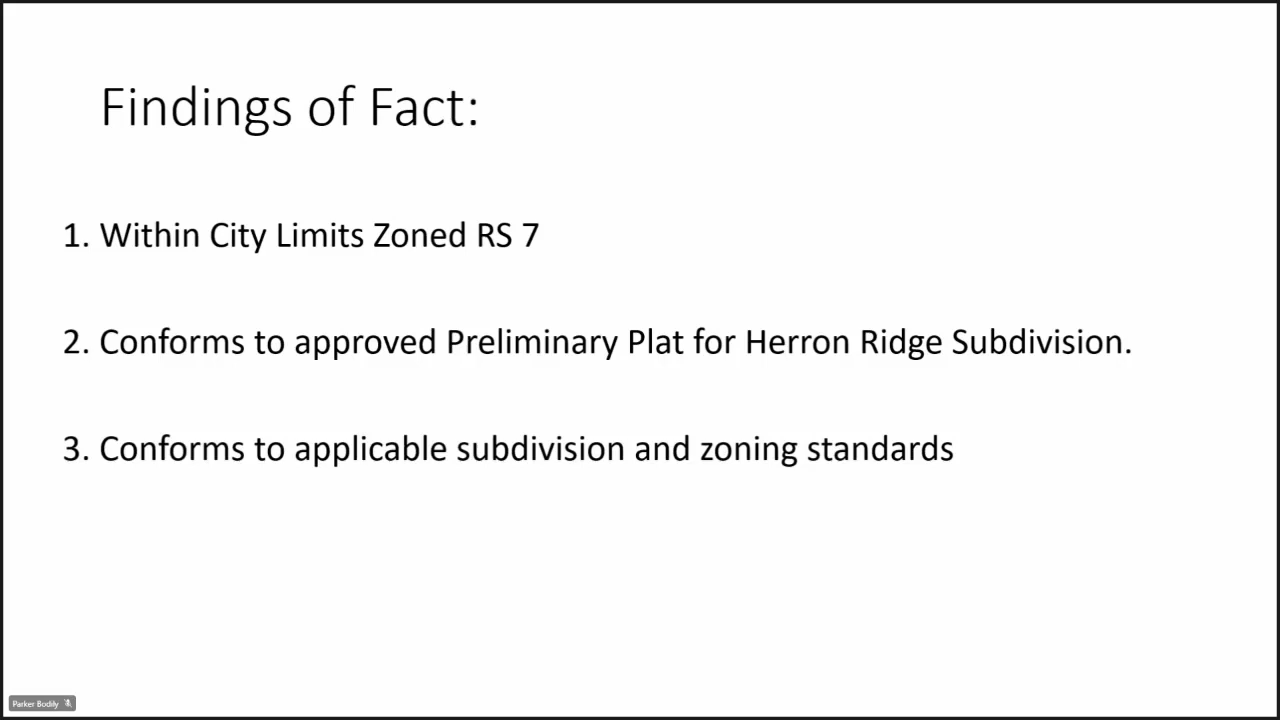 Findings of Fact:
1. Within City Limits Zoned RS 7
2. Conforms to approved Preliminary Plat for Herron Ridge Subdivision.
3. Conforms to applicable subdivision and zoning standards
Parker Bodily